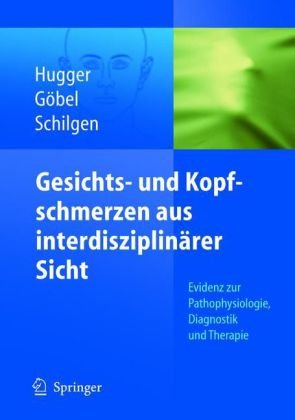 Hugger
Göbel
Schilgen
Gesichts- und Kopf-
schmerzen aus
interdisziplinärer
Sicht
Evidenz zur
Pathophysiologie,
Diagnostik
und Therapie
Springer